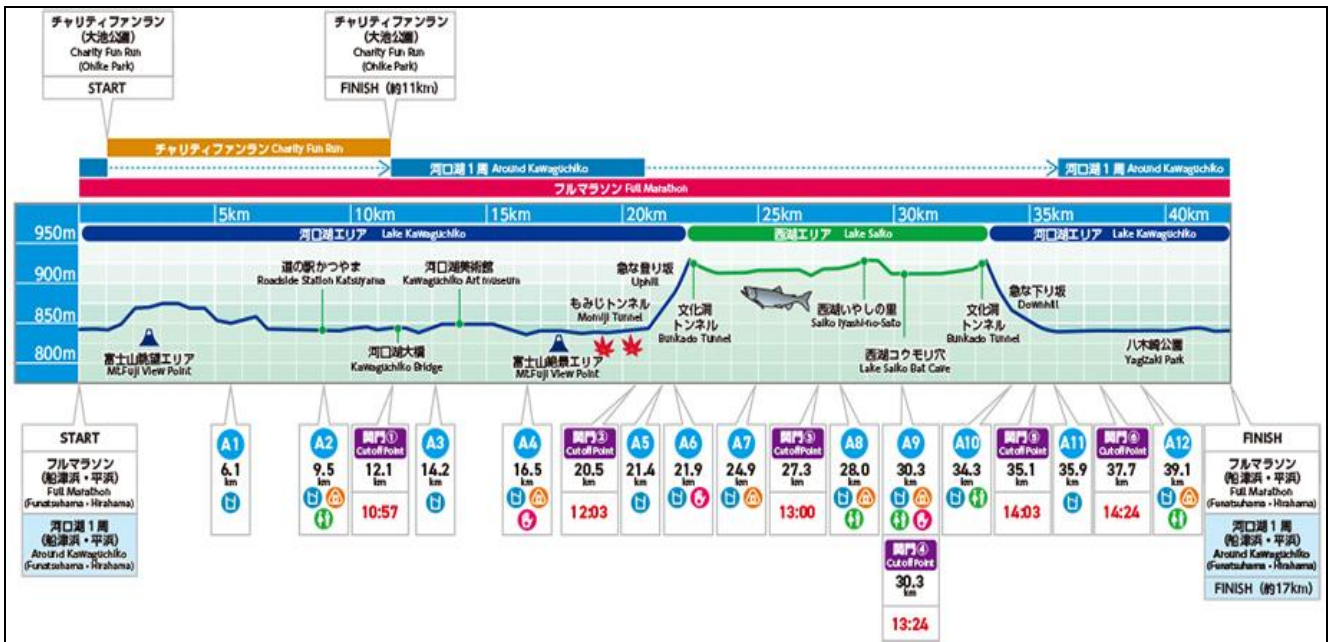 チャリティファンラン
(大池公園)
Charity Fun Run
(Ohike Park)
START
チャリティファンラン
(大池公園)
Charity Fun Run
(Ohike Park)
FINISH (約11km)
チャリティファンラン Charity Fun Run
河口湖1周 Around Kawaguchiko
河口湖1周 Around Kawaguchiko
フルマラソン Full Marathon
5km
10km
15km
20km
25km
30km
35km
40km
950m
900m
850m
800m
河口湖エリア Lake Kawaguchiko
西湖エリア Lake Saiko
河口湖エリア Lake Kawaguchiko
富士山眺望エリア
Mt.Fuji View Point
道の駅かつやま
Roadside Station Katsuyama
河口湖大橋
Kawaguchiko Bridge
河口湖美術館
Kawaguchiko Art museum
富士山絶景エリア
Mt.Fuji View Point
もみじトンネル
Momiji Tunnel
急な登り坂
Uphill
文化洞
トンネル
Bunkado Tunnel
西湖いやしの里
Saiko Iyashi-no-Sato
西湖コウモリ穴
Lake Saiko Bat Cave
文化洞
トンネル
Bunkado Tunnel
急な下り坂
Downhill
八木崎公園
Yagizaki Park
START
フルマラソン
(船津浜・平浜)
Full Marathon
(Funatsuhama・Hirahama)
河口湖1周
(船津浜・平浜)
Around Kawaguchiko
(Funatsuhama・Hirahama)
A1
6.1
km
A2
9.5
km
関門①
Cutoff Point
12.1
km
10:57
A3
14.2
km
A4
16.5
km
関門②
Cutoff Point
20.5
km
12:03
A5
21.4
km
A6
21.9
km
A7
24.9
km
関門③
Cutoff Point
27.3
km
13:00
A8
28.0
km
A9
30.3
km
関門④
Cutoff Point
30.3
km
13:24
A10
34.3
km
関門⑤
Cutoff Point
35.1
km
14:03
A11
35.9
km
関門⑥
Cutoff Point
37.7
km
14:24
A12
39.1
km
FINISH
フルマラソン
(船津浜・平浜)
Full Marathon
(Funatsuhama・Hirahama)
河口湖1周
(船津浜・平浜)
Around Kawaguchiko
(Funatsuhama・Hirahama)
FINISH (約17km)